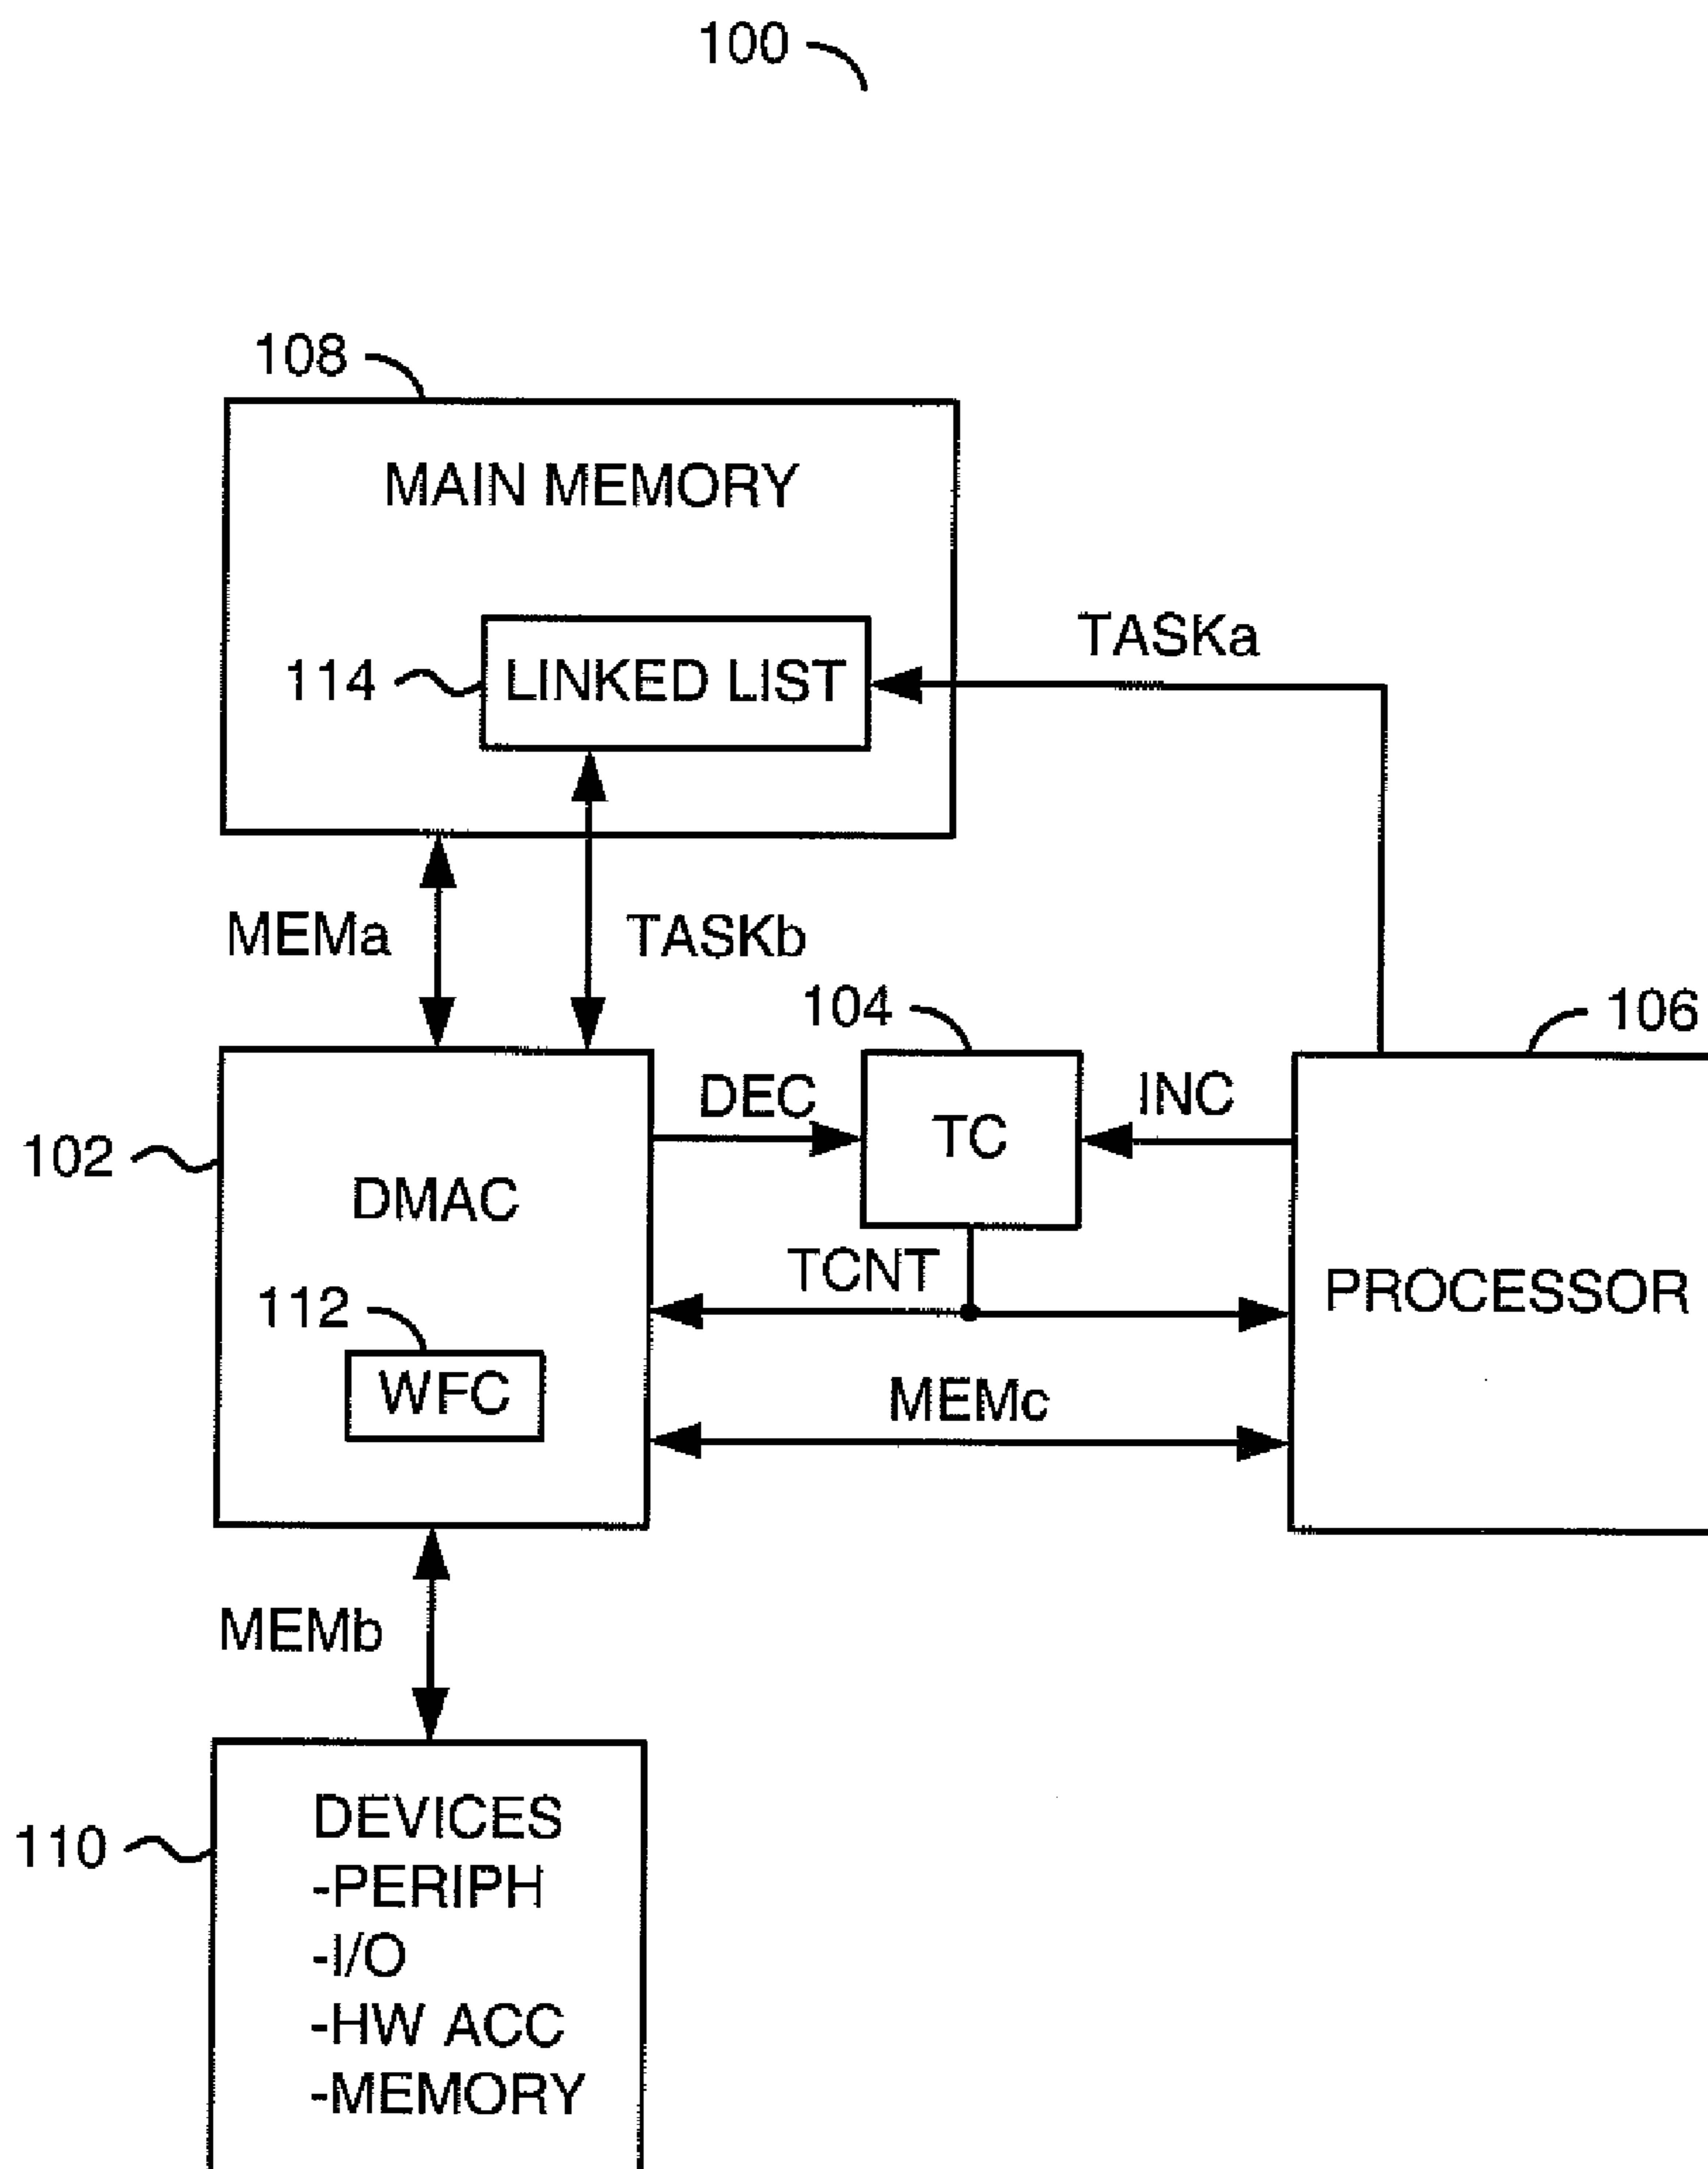 100
108
MAIN MEMORY
TASKa
114
LINKED LIST
MEMa
TASKb
104
106
DEC
INC
TC
102
DMAC
TCNT
PROCESSOR
112
WFC
MEMc
MEMb
110
DEVICES
-PERIPH
-I/O
-HW ACC
-MEMORY